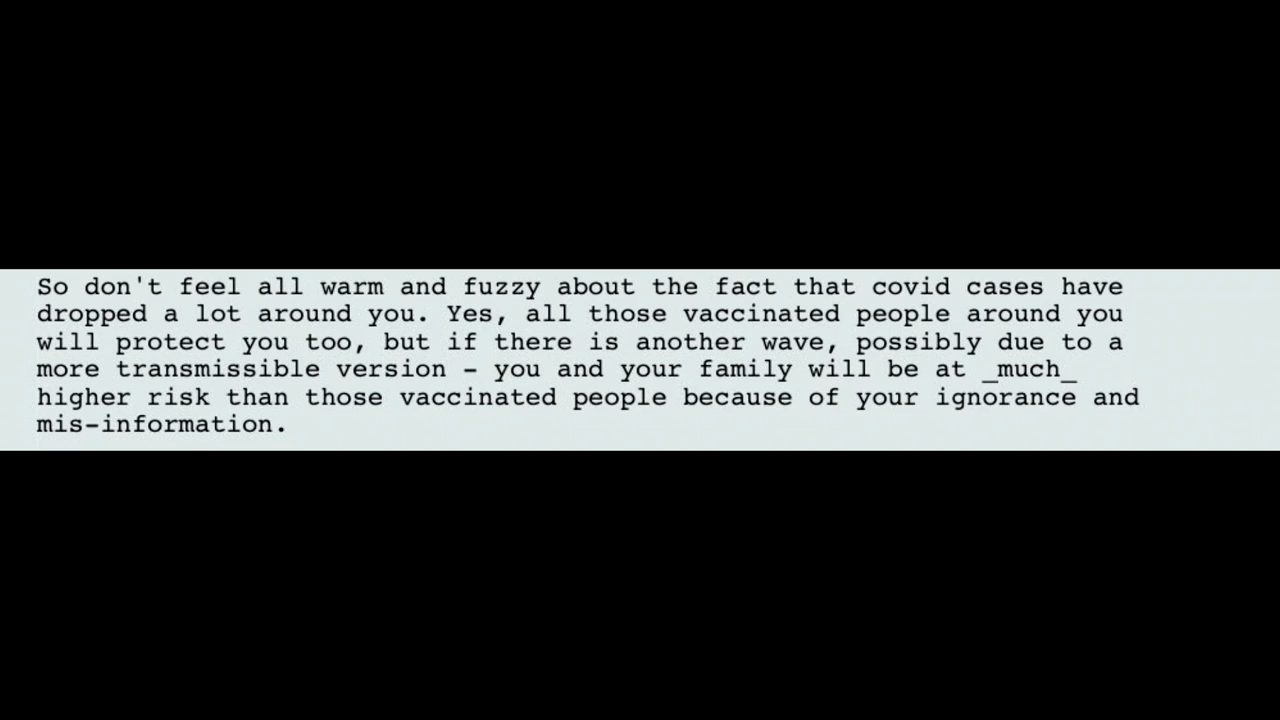 So don't feel all warm and fuzzy about the fact that covid cases have
dropped a lot around you. Yes, all those vaccinated people around you
will protect you too, but if there is another wave, possibly due to a
more transmissible version - you and your family will be at _much_
higher risk than those vaccinated people because of your ignorance and
mis-information.